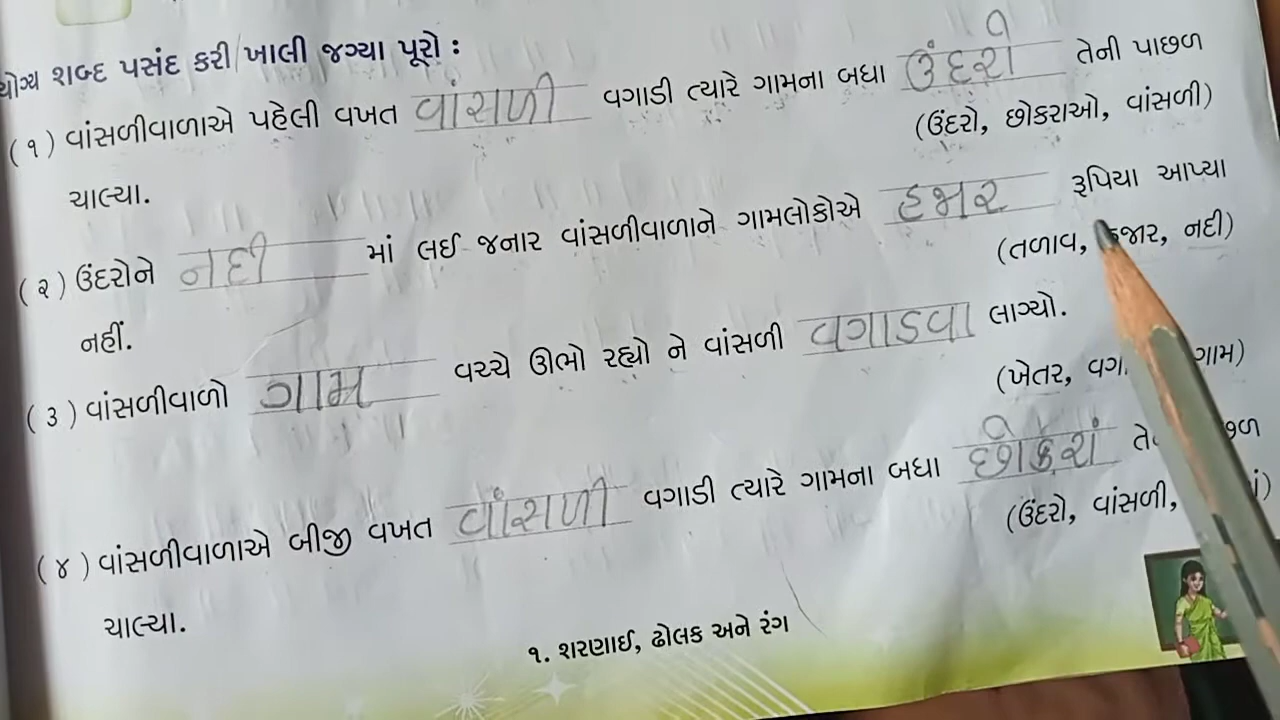 યોગ્ય શબ્દ પસંદ કરી ખાલી જગ્યા પૂરો :
(૧) વાંસળીવાળાએ પહેલી વખત વાંસળી વગાડી ત્યારે ગામના બધા ઉંદરો તેની પાછળ
ચાલ્યા. (ઉંદરો, છોકરાઓ, વાંસળી)
(૨) ઉંદરોને નદી માં લઈ જનાર વાંસળીવાળાને ગામલોકોએ હજાર રૂપિયા આપ્યા
નહીં. (તળાવ, હજાર, નદી)
(૩) વાંસળીવાળો ગામ વચ્ચે ઊભો રહ્યો ને વાંસળી વગાડવા લાગ્યો.
(ખેતર, ગામ)
(૪) વાંસળીવાળાએ બીજી વખત વાંસળી વગાડી ત્યારે ગામના બધા છોકરાં
ચાલ્યા. (ઉંદરો, વાંસળી,
૧. શરણાઈ, ઢોલક અને રંગ